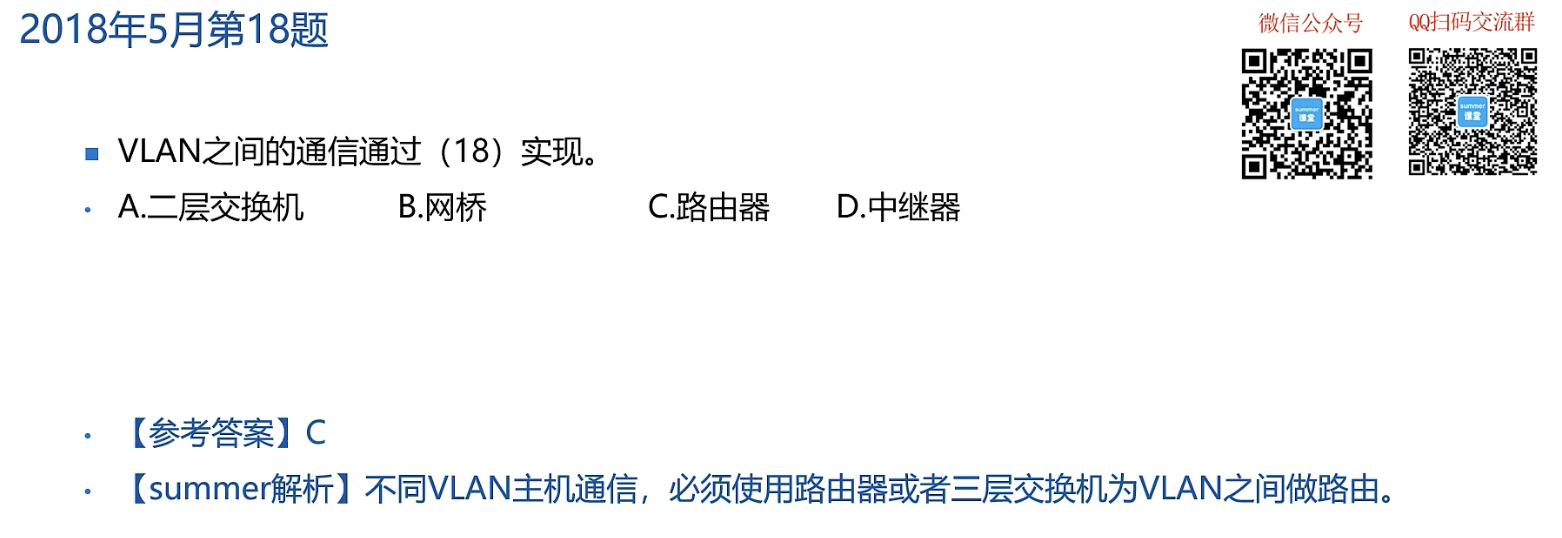 2018年5月第18题
微信公众号
QQ扫码交流群
summer
课堂
summer
课堂
VLAN之间的通信通过（18）实现。
A.二层交换机 B.网桥 C.路由器 D.中继器
【参考答案】C
【summer解析】不同VLAN主机通信，必须使用路由器或者三层交换机为VLAN之间做路由。